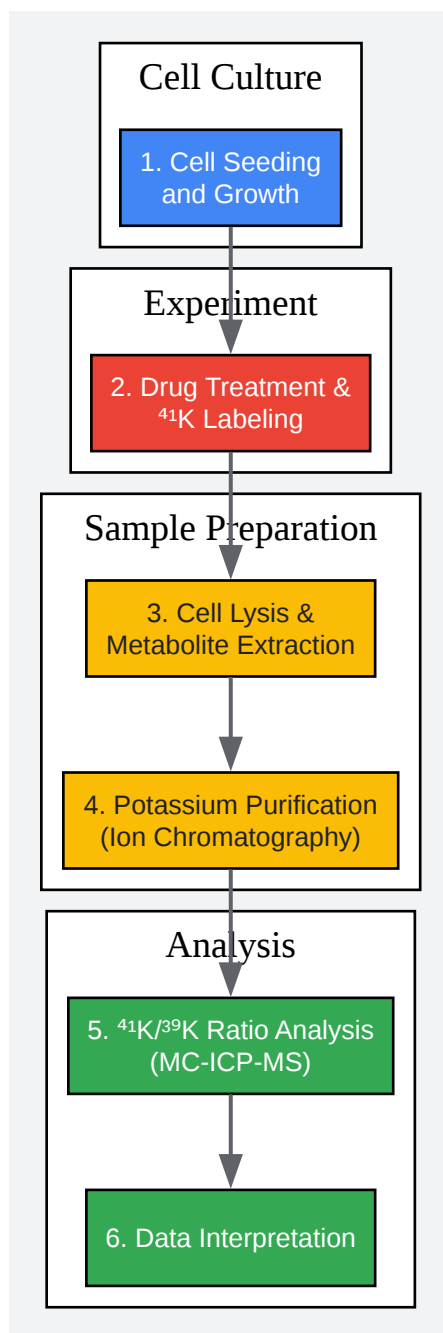 Cell Culture
1. Cell Seeding
and Growth
Experiment
2. Drug Treatment &
⁴¹K Labeling
Sample Preparation
3. Cell Lysis &
Metabolite Extraction
4. Potassium Purification
(Ion Chromatography)
Analysis
5. ⁴¹K/³⁹K Ratio Analysis
(MC-ICP-MS)
6. Data Interpretation